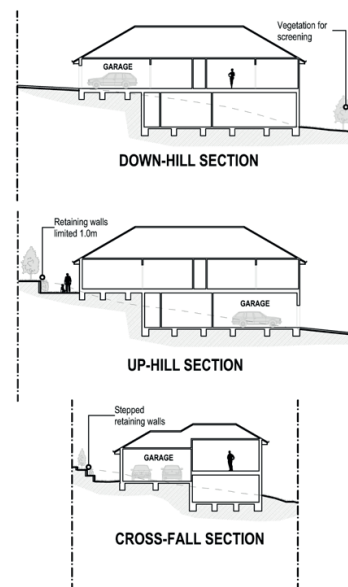 Vegetation for
screening
GARAGE
DOWN-HILL SECTION
Retaining walls
limited 1.0m
GARAGE
UP-HILL SECTION
Stepped
retaining walls
GARAGE
CROSS-FALL SECTION